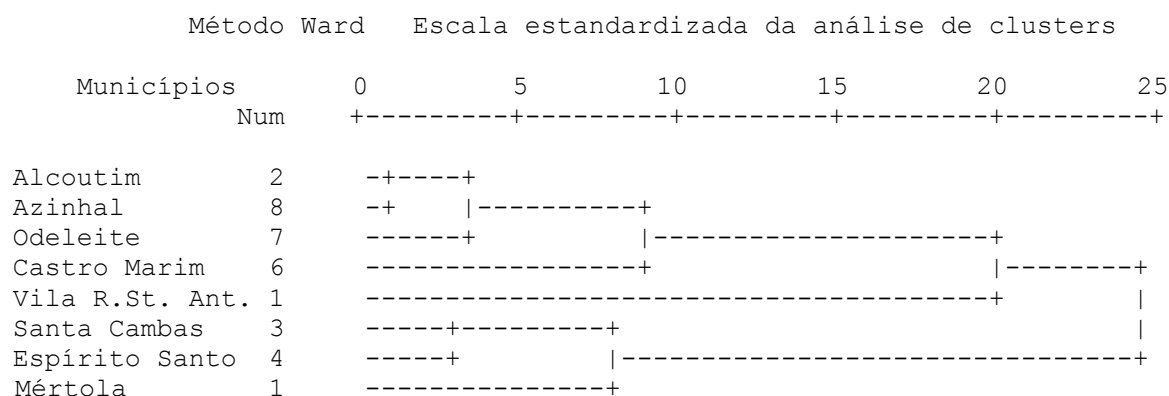 Método Ward   Escala estandardizada da análise de clusters
Municípios 0 5 10 15 20 25
Num +---------+---------+---------+---------+---------+
Alcoutim 2 -+----+
Azinhal 8 -+ |----------+
Odeleite 7 ------+ |---------------------+
Castro Marim 6 -----------------+ |--------+
Vila R.St. Ant. 1 ---------------------------------------+ |
Santa Cambas 3 -----+---------+ |
Espírito Santo 4 -----+ |--------------------------------+
Mértola 1 ---------------+